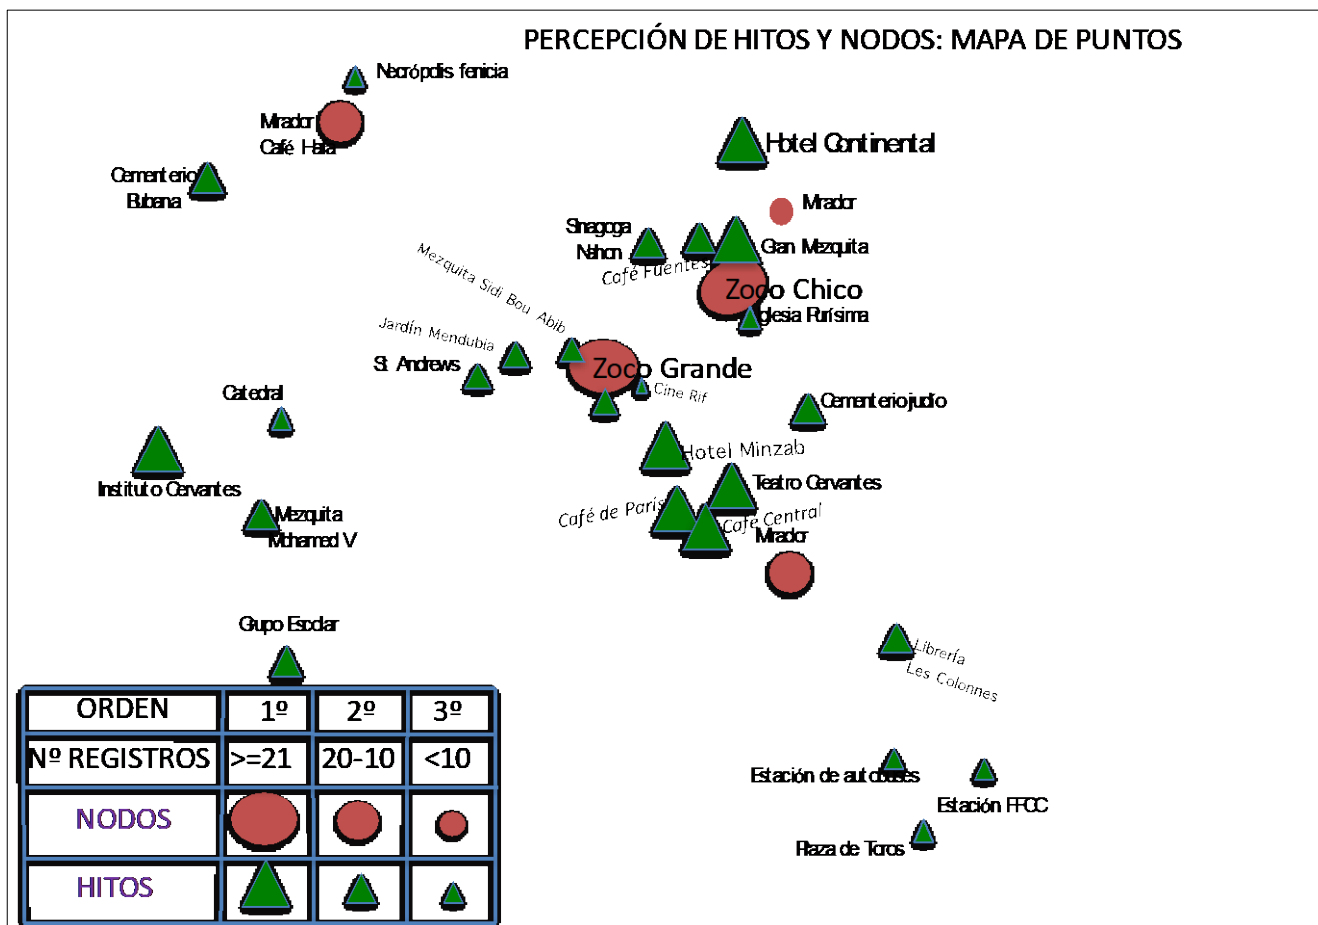 PERCEPCIÓN DE HITOS Y NODOS: MAPA DE PUNTOS
Necrópolis fenicia
Mirador
Café Hafa
Cementerio
Bubana
Hotel Continental
Mirador
Sinagoga
Nahon
Gran Mezquita
Café Fuentes
Mezquita Sidi Bou Abib
Zoco Chico
Iglesia Purísima
Jardín Mendubia
St. Andrews
Zoco Grande
Cine Rif
Catedral
Cementerio judío
Hotel Minzab
Instituto Cervantes
Teatro Cervantes
Mezquita
Mohamed V
Café de París
Café Central
Mirador
Grupo Escolar
Librería
Les Colonnes
ORDEN 1º 2º 3º
Nº REGISTROS >=21 20-10 <10
NODOS
HITOS
Estación de autobuses
Estación FFCC
Plaza de Toros